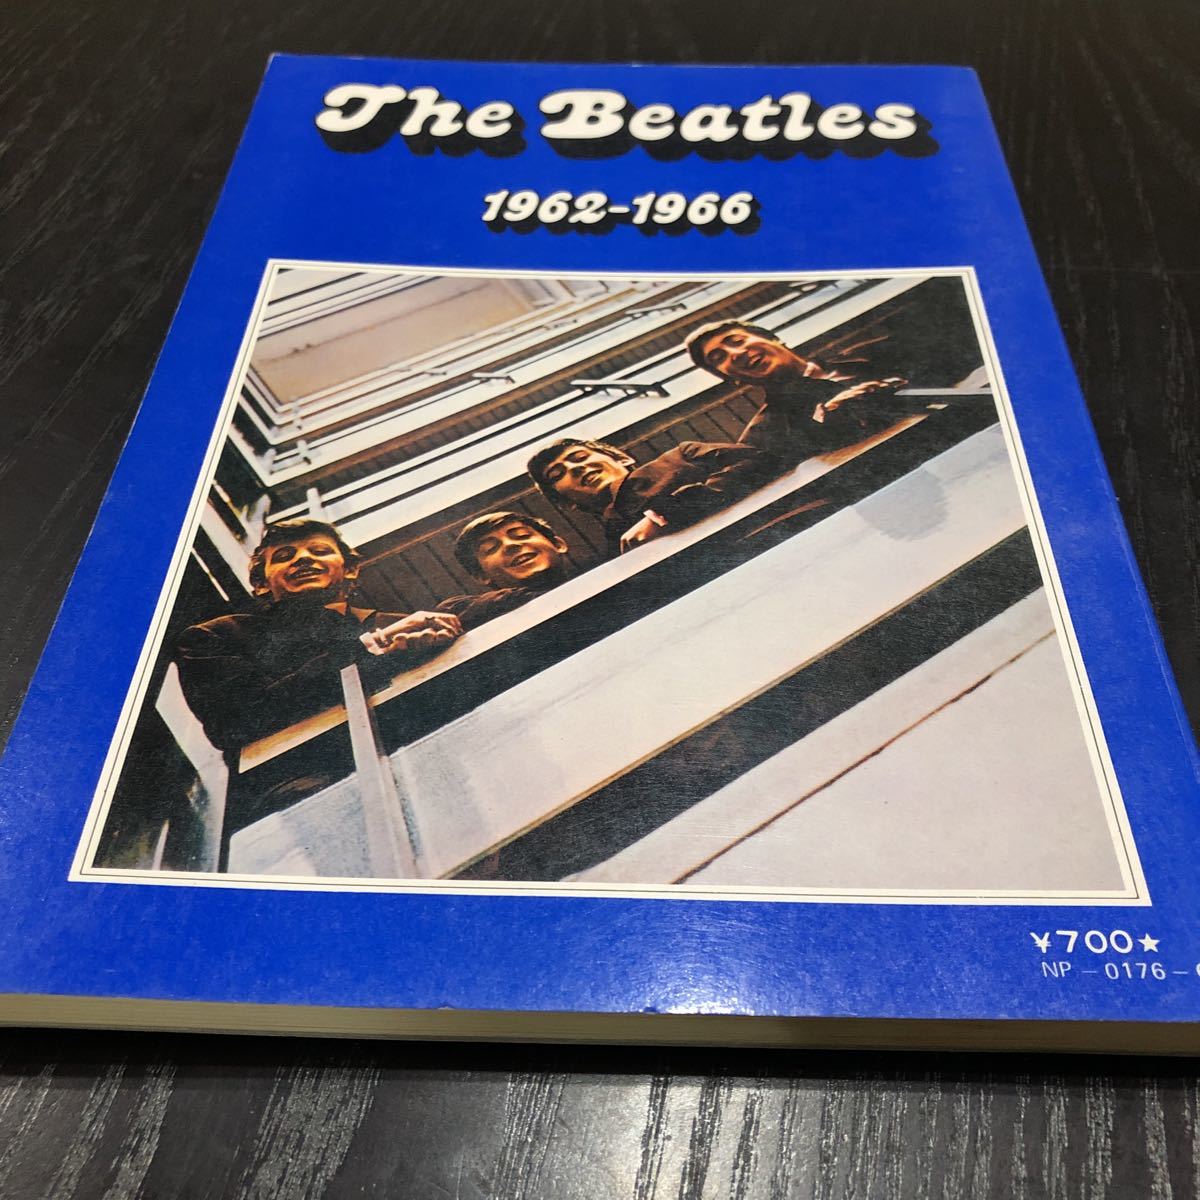 The Beatles
1962-1966
¥700★
NP-0176-